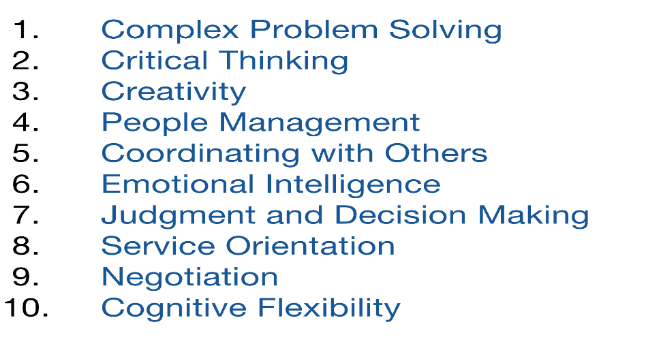 1. Complex Problem Solving
2. Critical Thinking
3. Creativity
4. People Management
5. Coordinating with Others
6. Emotional Intelligence
7. Judgment and Decision Making
8. Service Orientation
9. Negotiation
10. Cognitive Flexibility